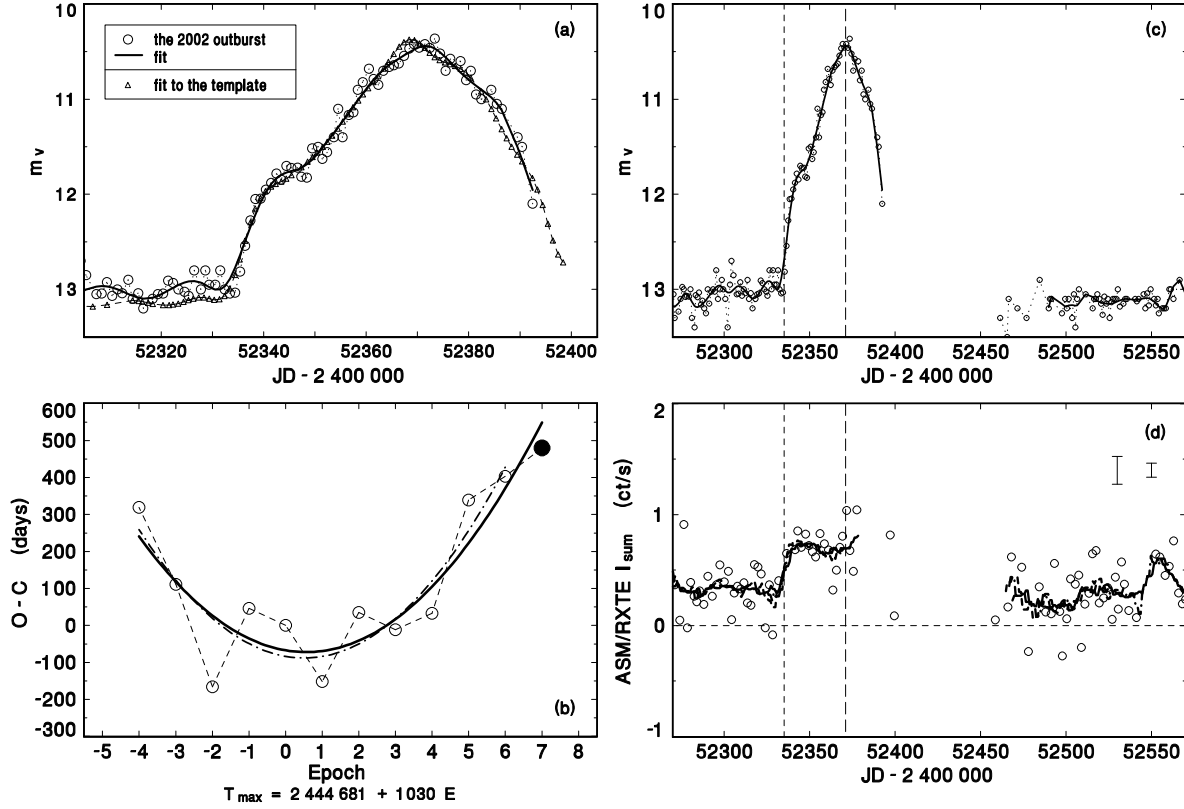 (a)
the 2002 outburst
fit
fit to the template
10
11
12
13
m v
52320 52340 52360 52380 52400
JD - 2 400 000
(c)
10
11
12
13
m v
52300 52350 52400 52450 52500 52550
JD - 2 400 000
(b)
600
500
400
300
200
100
0
-100
-200
-300
O - C (days)
-5 -4 -3 -2 -1 0 1 2 3 4 5 6 7 8
Epoch
T max = 2 444 681 + 1030 E
(d)
2
1
0
-1
ASM/RXTE I sum (ct/s)
52300 52350 52400 52450 52500 52550
JD - 2 400 000